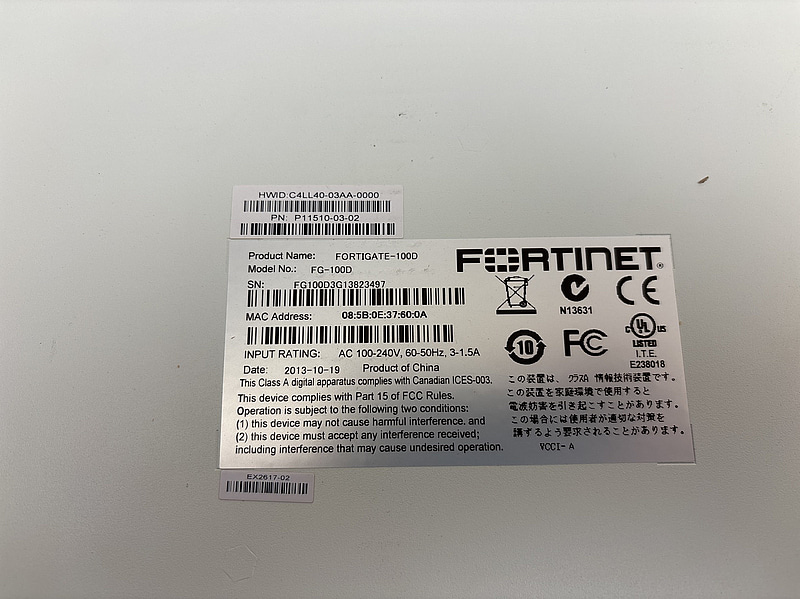 HWID:C4LL40-03AA-0000
PN: P11510-03-02
Product Name: FORTIGATE-100D
Model No.: FG-100D
SN: FG100D3G13823497
MAC Address: 08:5B:0E:37:60:0A
INPUT RATING: AC 100-240V, 60-50Hz, 3-1.5A
Date: 2013-10-19 Product of China
This Class A digital apparatus complies with Canadian ICES-003.
This device complies with Part 15 of FCC Rules.
Operation is subject to the following two conditions:
(1) this device may not cause harmful interference, and
(2) this device must accept any interference received;
including interference that may cause undesired operation.
FORTINET®
N13631
CE
10
FC
C UL US
LISTED
I.T.E.
E238018
この装置は、クラスA 情報技術装置です。
この装置を家庭環境で使用すると
電波妨害を引き起こすことがあります。
この場合には使用者が適切な対策を
講ずるよう要求されることがあります。
VCCI-A
EX2617-02